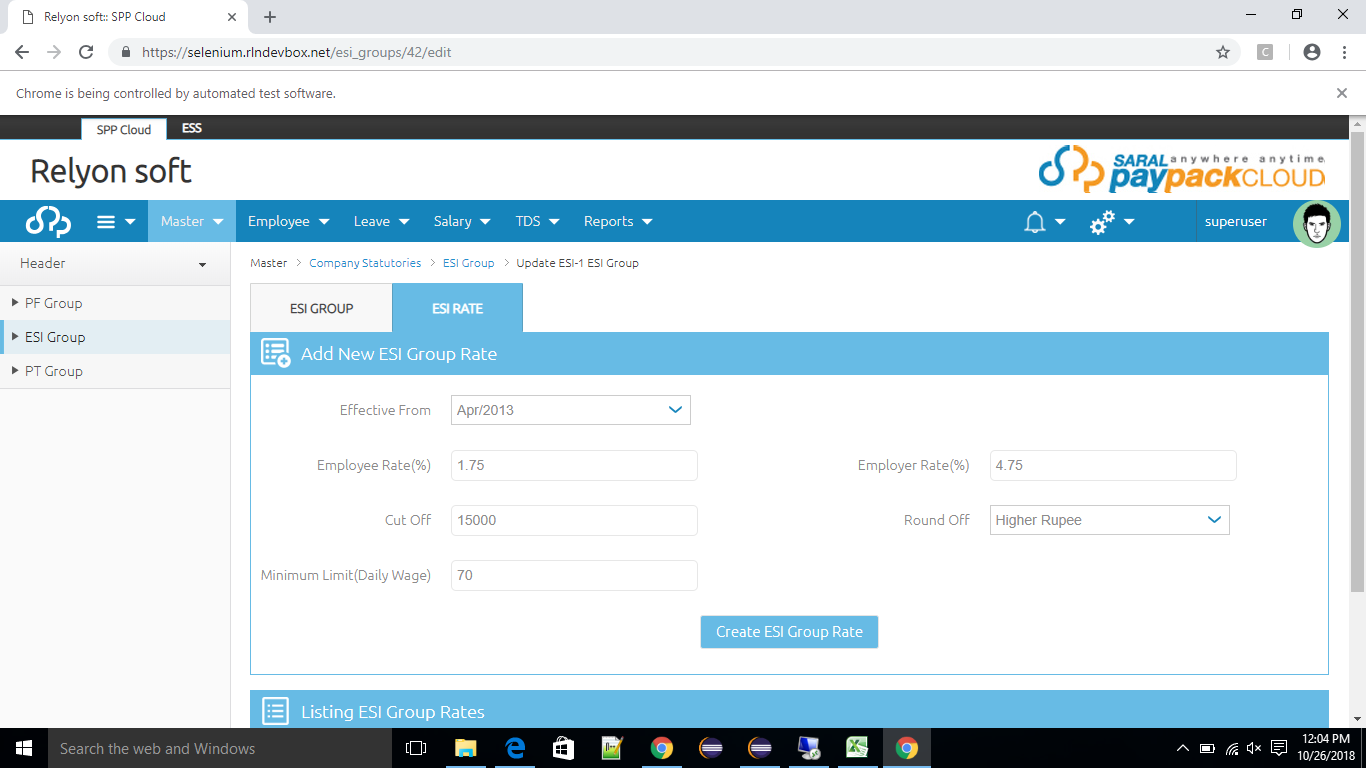 Relyon soft:: SPP Cloud
https://selenium.rlndevbox.net/esi_groups/42/edit
C
Chrome is being controlled by automated test software.
SPP Cloud ESS
Relyon soft
SARAL anywhere anytime
paypackCLOUD
Master Employee Leave Salary TDS Reports superuser
Header
PF Group
ESI Group
PT Group
Master > Company Statutories > ESI Group > Update ESI-1 ESI Group
ESI GROUP ESI RATE
Add New ESI Group Rate
Effective From Apr/2013
Employee Rate(%) 1.75 Employer Rate(%) 4.75
Cut Off 15000 Round Off Higher Rupee
Minimum Limit(Daily Wage) 70
Create ESI Group Rate
Listing ESI Group Rates
Search the web and Windows
12:04 PM
10/26/2018